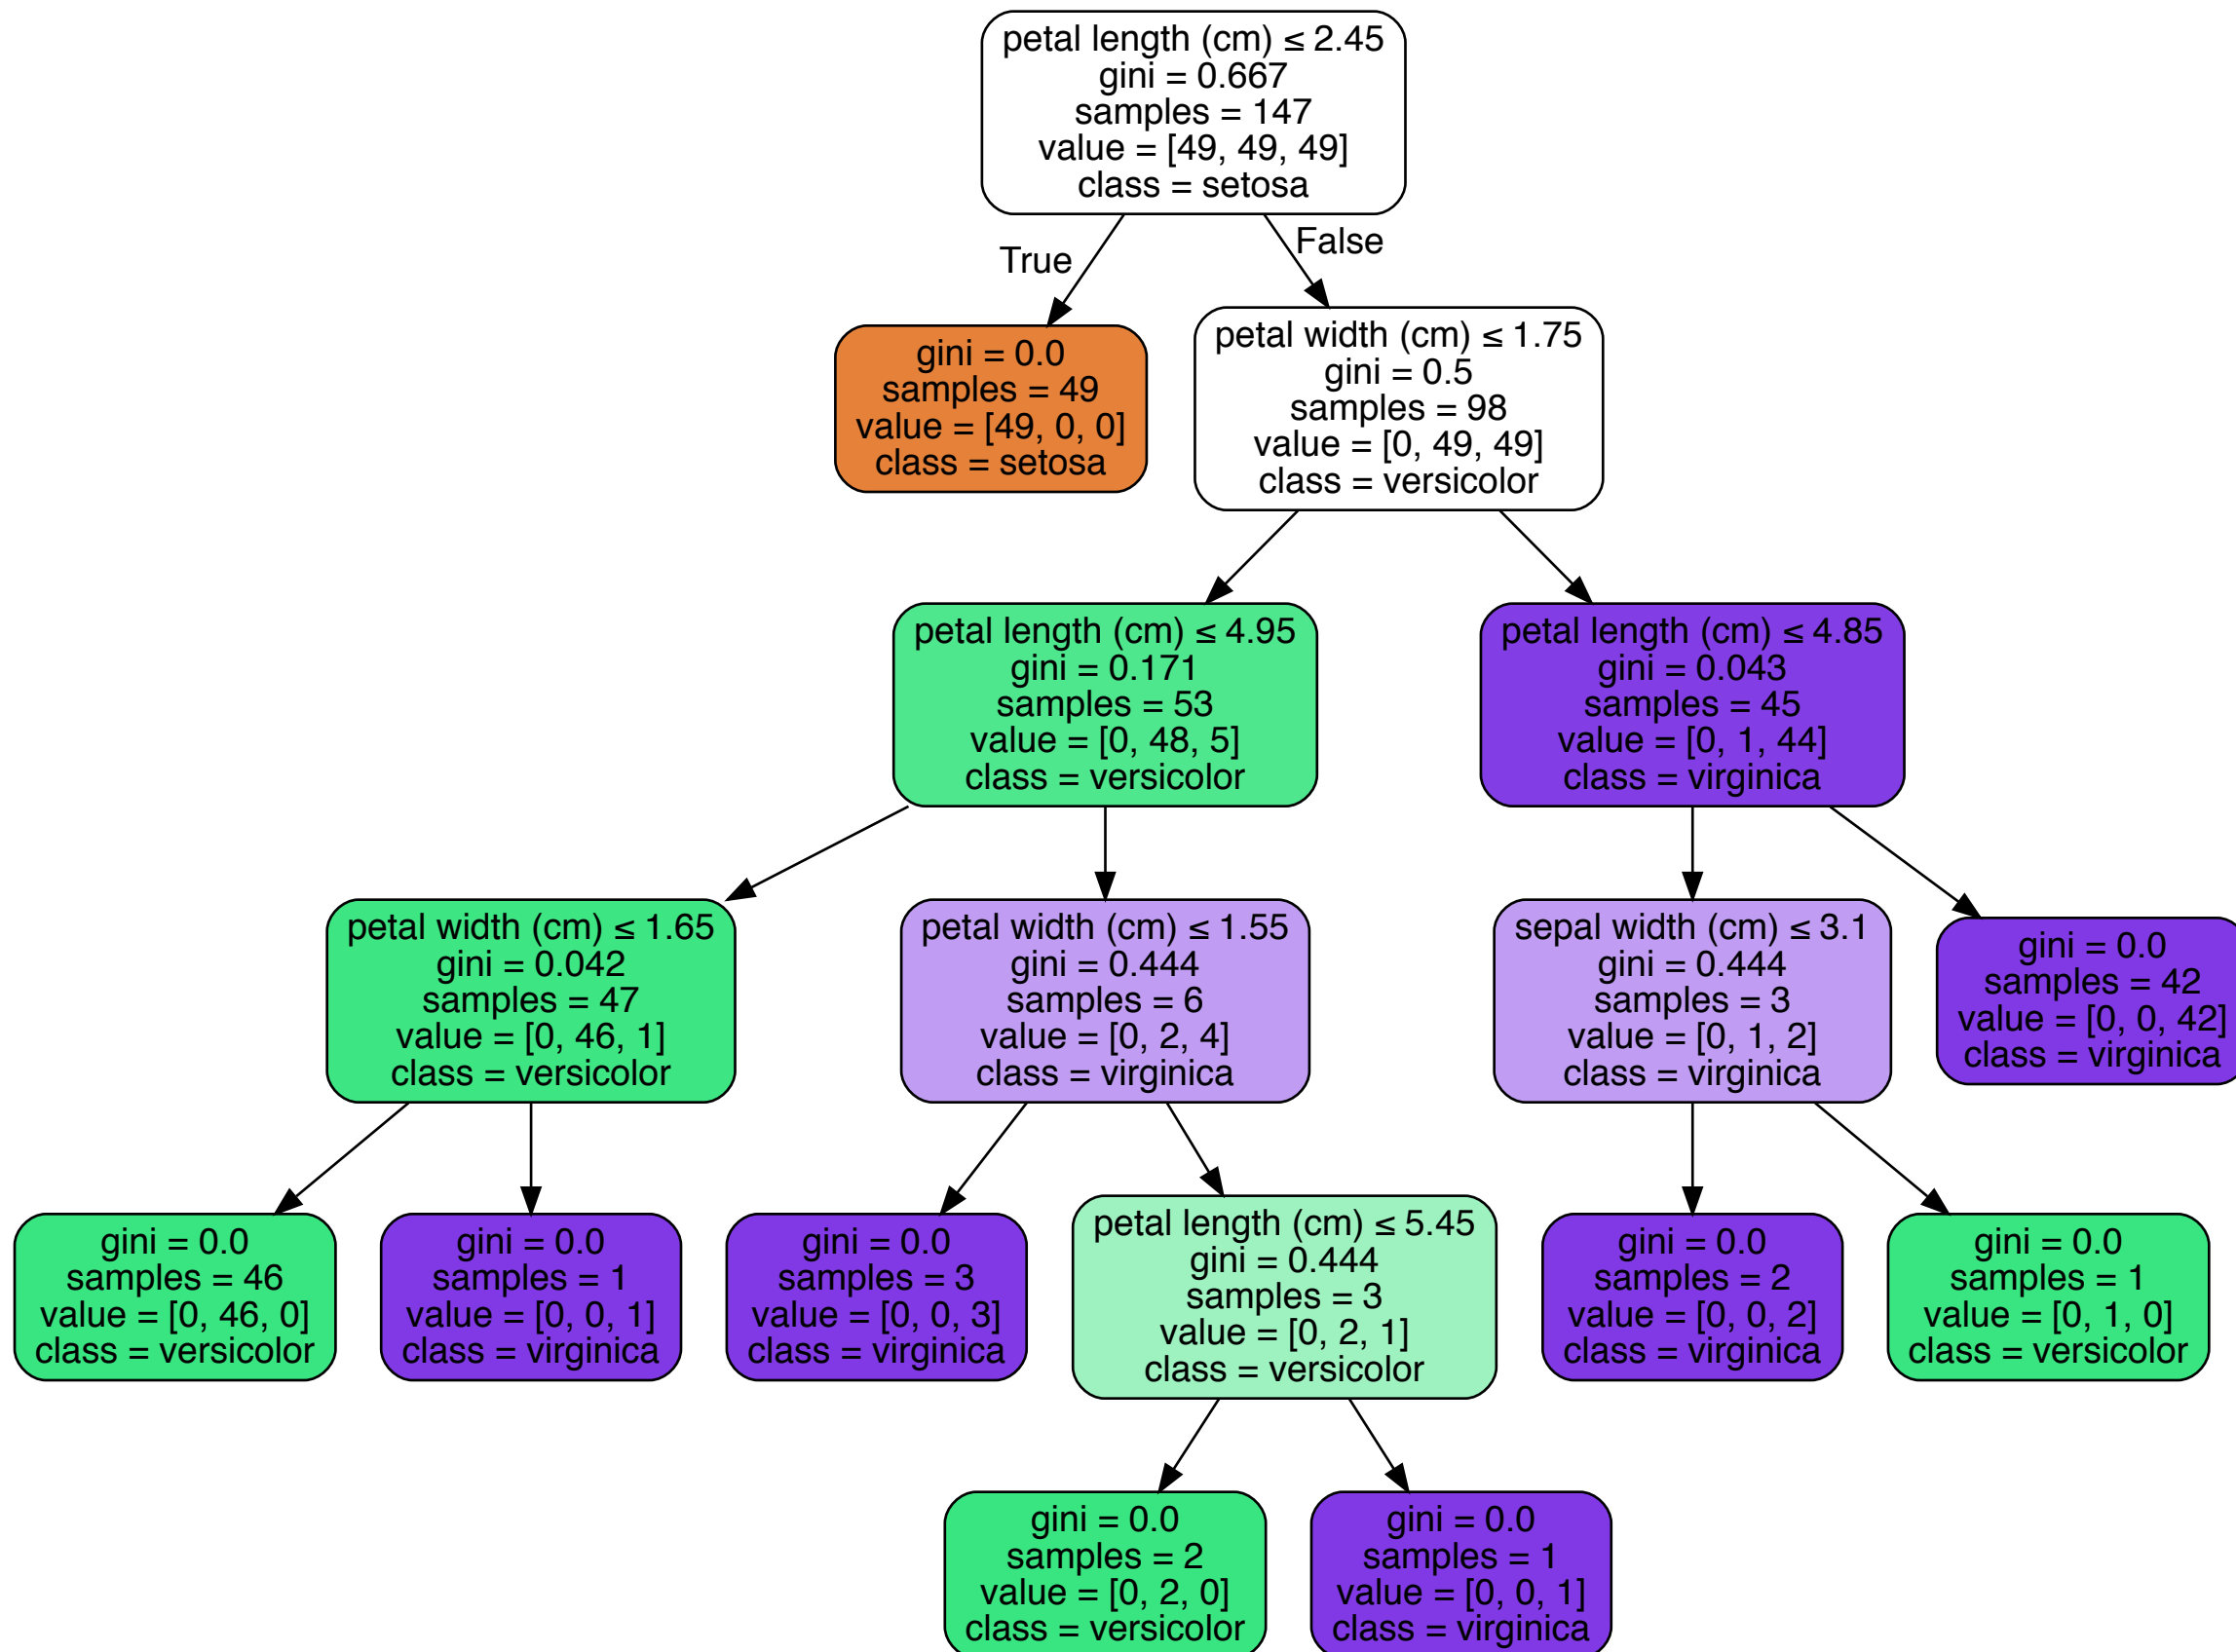 petal length (cm) ≤ 2.45
gini = 0.667
samples = 147
value = [49, 49, 49]
class = setosa
True
False
gini = 0.0
samples = 49
value = [49, 0, 0]
class = setosa
petal width (cm) ≤ 1.75
gini = 0.5
samples = 98
value = [0, 49, 49]
class = versicolor
petal length (cm) ≤ 4.95
gini = 0.171
samples = 53
value = [0, 48, 5]
class = versicolor
petal length (cm) ≤ 4.85
gini = 0.043
samples = 45
value = [0, 1, 44]
class = virginica
petal width (cm) ≤ 1.65
gini = 0.042
samples = 47
value = [0, 46, 1]
class = versicolor
petal width (cm) ≤ 1.55
gini = 0.444
samples = 6
value = [0, 2, 4]
class = virginica
sepal width (cm) ≤ 3.1
gini = 0.444
samples = 3
value = [0, 1, 2]
class = virginica
gini = 0.0
samples = 42
value = [0, 0, 42]
class = virginica
gini = 0.0
samples = 46
value = [0, 46, 0]
class = versicolor
gini = 0.0
samples = 1
value = [0, 0, 1]
class = virginica
gini = 0.0
samples = 3
value = [0, 0, 3]
class = virginica
petal length (cm) ≤ 5.45
gini = 0.444
samples = 3
value = [0, 2, 1]
class = versicolor
gini = 0.0
samples = 2
value = [0, 0, 2]
class = virginica
gini = 0.0
samples = 1
value = [0, 1, 0]
class = versicolor
gini = 0.0
samples = 2
value = [0, 2, 0]
class = versicolor
gini = 0.0
samples = 1
value = [0, 0, 1]
class = virginica